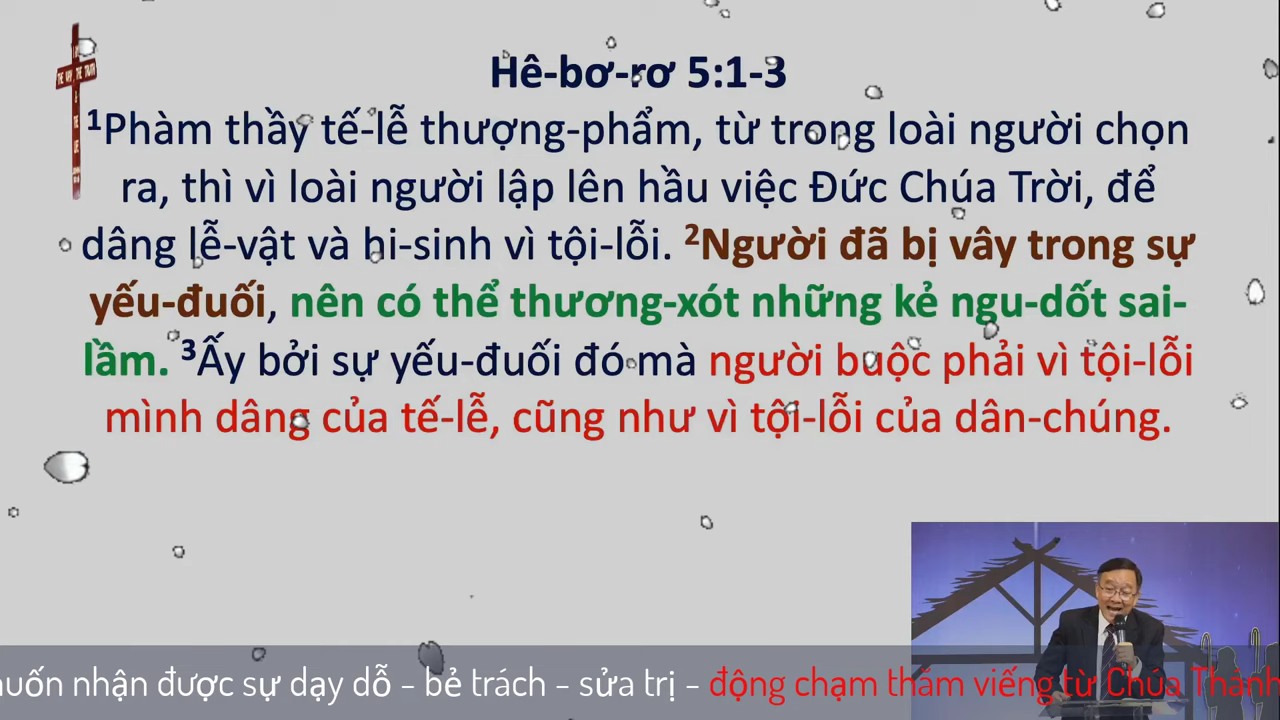 Hê-bơ-rơ 5:1-3
¹Phàm thầy tế-lễ thượng-phẩm, từ trong loài người chọn
ra, thì vì loài người lập lên hầu việc Đức Chúa Trời, để
dâng lễ-vật và hi-sinh vì tội-lỗi. ²Người đã bị vây trong sự
yếu-đuối, nên có thể thương-xót những kẻ ngu-dốt sai-
lầm. ³Ấy bởi sự yếu-đuối đó mà người buộc phải vì tội-lỗi
mình dâng của tế-lễ, cũng như vì tội-lỗi của dân-chúng.
nhận được sự dạy dỗ – bẻ trách – sửa trị – động chạm thám viếng từ Chúa Thánh